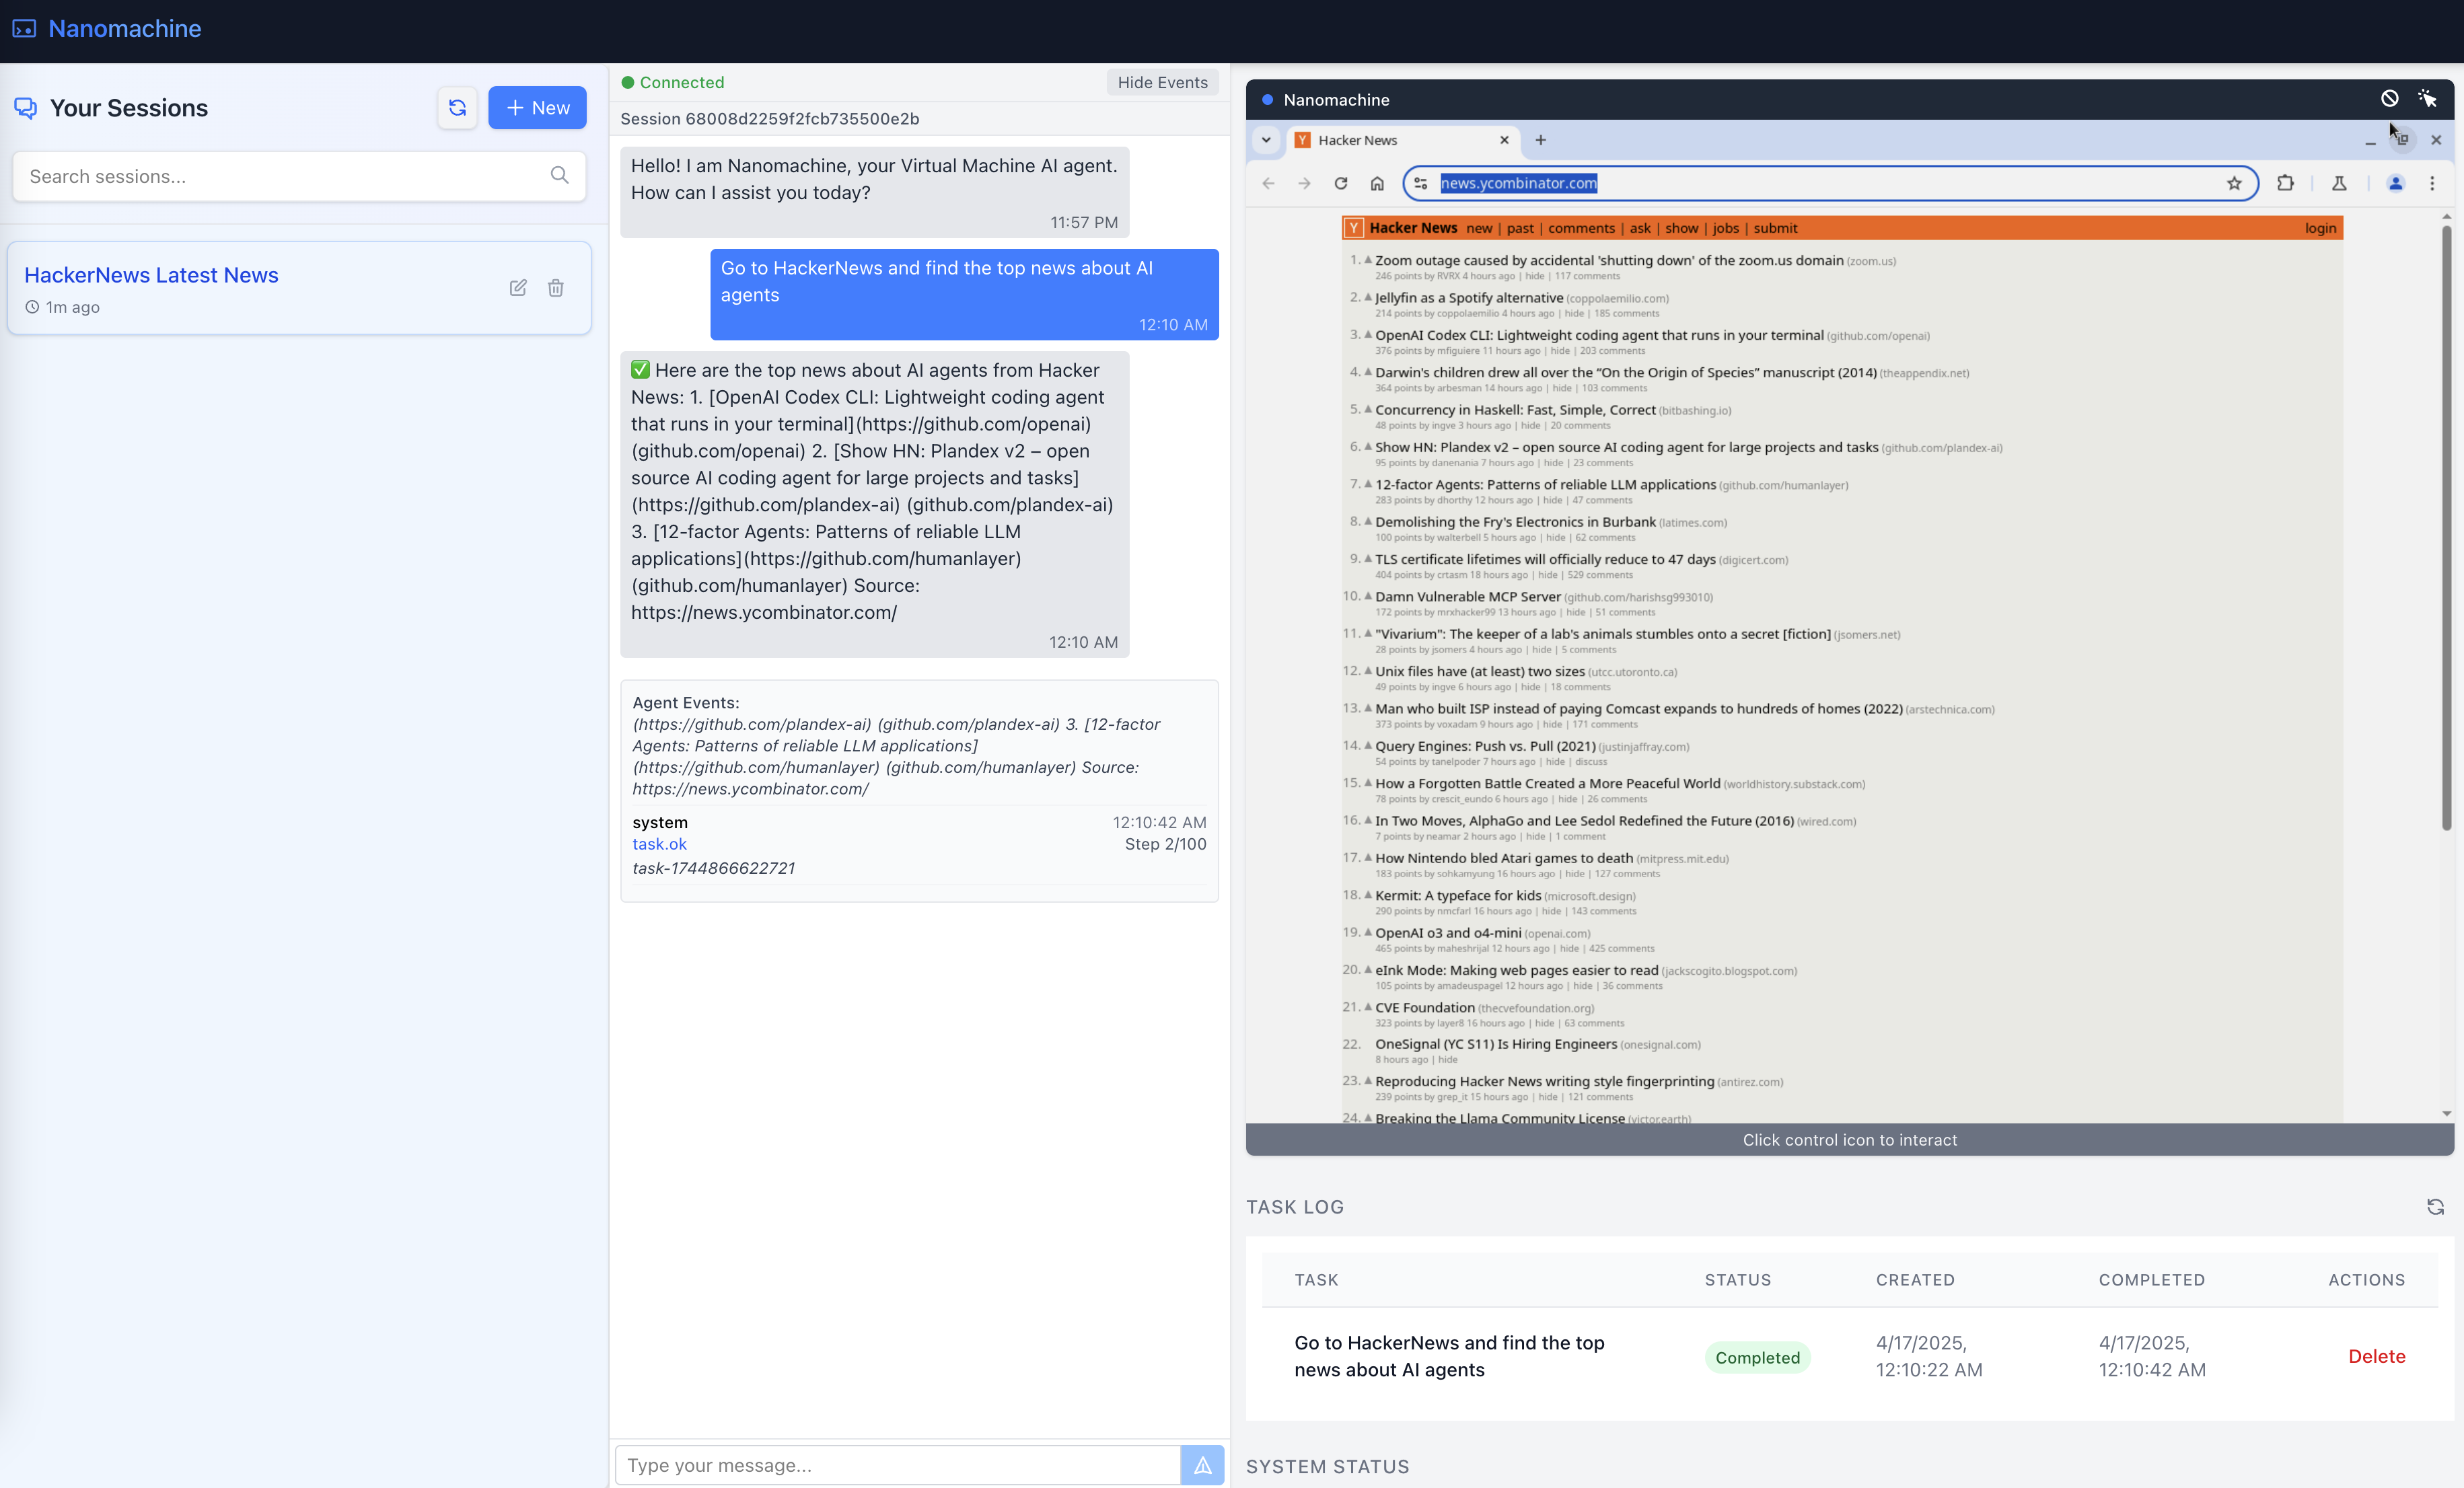 Nanomachine
Your Sessions
New
Search sessions...
HackerNews Latest News
1m ago
Connected
Hide Events
Session 68008d2259f2fcb735500e2b
Hello! I am Nanomachine, your Virtual Machine AI agent.
How can I assist you today?
11:57 PM
Go to HackerNews and find the top news about AI
agents
12:10 AM
✅ Here are the top news about AI agents from Hacker
News: 1. [OpenAI Codex CLI: Lightweight coding agent
that runs in your terminal](https://github.com/openai)
(github.com/openai) 2. [Show HN: Plandex v2 – open
source AI coding agent for large projects and tasks]
(https://github.com/plandex-ai) (github.com/plandex-ai)
3. [12-factor Agents: Patterns of reliable LLM
applications](https://github.com/humanlayer)
(github.com/humanlayer) Source:
https://news.ycombinator.com/
12:10 AM
Agent Events:
(https://github.com/plandex-ai) (github.com/plandex-ai) 3. [12-factor
Agents: Patterns of reliable LLM applications]
(https://github.com/humanlayer) (github.com/humanlayer) Source:
https://news.ycombinator.com/
system 12:10:42 AM
task.ok Step 2/100
task-1744866622721
Type your message...
Nanomachine
Y Hacker News
news.ycombinator.com
Y Hacker News new | past | comments | ask | show | jobs | submit login
1. Zoom outage caused by accidental 'shutting down' of the zoom.us domain (zoom.us)
246 points by RVRX 4 hours ago | hide | 117 comments
2. Jellyfin as a Spotify alternative (coppolaemilio.com)
214 points by coppolaemilio 4 hours ago | hide | 185 comments
3. OpenAI Codex CLI: Lightweight coding agent that runs in your terminal (github.com/openai)
376 points by mfiguiere 11 hours ago | hide | 203 comments
4. Darwin's children drew all over the “On the Origin of Species” manuscript (2014) (theappendix.net)
364 points by arbesman 14 hours ago | hide | 103 comments
5. Concurrency in Haskell: Fast, Simple, Correct (bitbashing.io)
48 points by ingve 3 hours ago | hide | 20 comments
6. Show HN: Plandex v2 – open source AI coding agent for large projects and tasks (github.com/plandex-ai)
95 points by danenania 7 hours ago | hide | 23 comments
7. 12-factor Agents: Patterns of reliable LLM applications (github.com/humanlayer)
283 points by dhorthy 12 hours ago | hide | 47 comments
8. Demolishing the Fry's Electronics in Burbank (latimes.com)
100 points by walterbell 5 hours ago | hide | 62 comments
9. TLS certificate lifetimes will officially reduce to 47 days (digicert.com)
404 points by crtasm 18 hours ago | hide | 529 comments
10. Damn Vulnerable MCP Server (github.com/harishsg993010)
172 points by mrxhacker99 13 hours ago | hide | 51 comments
11. "Vivarium": The keeper of a lab's animals stumbles onto a secret [fiction] (jsomers.net)
28 points by jsomers 4 hours ago | hide | 5 comments
12. Unix files have (at least) two sizes (utcc.utoronto.ca)
49 points by ingve 6 hours ago | hide | 18 comments
13. Man who built ISP instead of paying Comcast expands to hundreds of homes (2022) (arstechnica.com)
373 points by voxadam 9 hours ago | hide | 171 comments
14. Query Engines: Push vs. Pull (2021) (justinjaffray.com)
54 points by tanelpoder 7 hours ago | hide | discuss
15. How a Forgotten Battle Created a More Peaceful World (worldhistory.substack.com)
78 points by crescit_eundo 6 hours ago | hide | 26 comments
16. In Two Moves, AlphaGo and Lee Sedol Redefined the Future (2016) (wired.com)
7 points by neamar 2 hours ago | hide | 1 comment
17. How Nintendo bled Atari games to death (mitpress.mit.edu)
183 points by sohkamyung 16 hours ago | hide | 127 comments
18. Kermit: A typeface for kids (microsoft.design)
290 points by nmcfarl 16 hours ago | hide | 143 comments
19. OpenAI o3 and o4-mini (openai.com)
465 points by maheshrijal 12 hours ago | hide | 425 comments
20. eInk Mode: Making web pages easier to read (jackscogito.blogspot.com)
105 points by amadeuspagel 12 hours ago | hide | 36 comments
21. CVE Foundation (thecvefoundation.org)
323 points by layer8 16 hours ago | hide | 63 comments
22. OneSignal (YC S11) Is Hiring Engineers (onesignal.com)
8 hours ago | hide
23. Reproducing Hacker News writing style fingerprinting (antirez.com)
239 points by grep_it 15 hours ago | hide | 121 comments
24. Breaking the Llama Community License (victor.earth)
Click control icon to interact
TASK LOG
TASK STATUS CREATED COMPLETED ACTIONS
Go to HackerNews and find the top
news about AI agents
Completed
4/17/2025,
12:10:22 AM
4/17/2025,
12:10:42 AM
Delete
SYSTEM STATUS